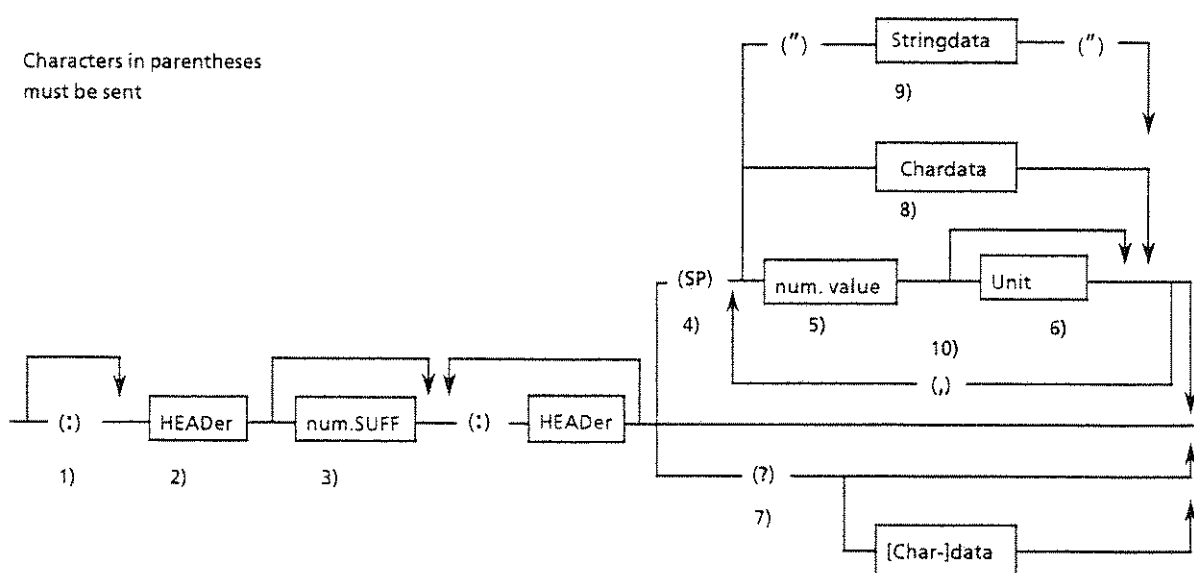 Characters in parentheses
must be sent
(") Stringdata (")
9)
Chardata
8)
(SP) num. value Unit
4) 5) 6)
10)
(,)
(:) HEADer num.SUFF (:) HEADer
1) 2) 3)
(?)
7)
[Char-]data